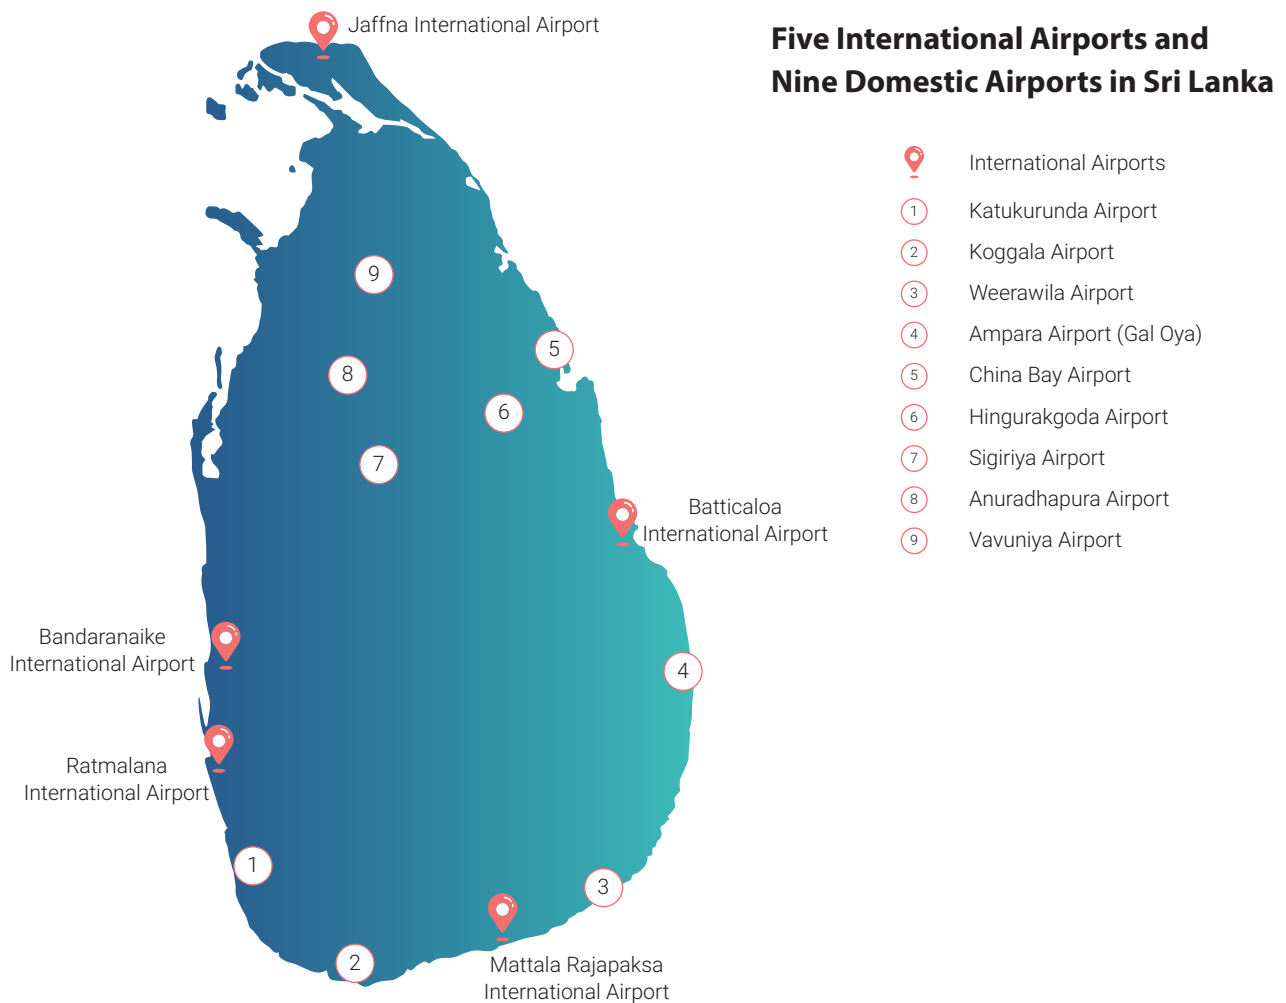 Jaffna International Airport
Five International Airports and
Nine Domestic Airports in Sri Lanka
International Airports
1 Katukurunda Airport
2 Koggala Airport
3 Weerawila Airport
4 Ampara Airport (Gal Oya)
5 China Bay Airport
6 Hingurakgoda Airport
7 Sigiriya Airport
8 Anuradhapura Airport
9 Vavuniya Airport
9
5
8
6
7
Batticaloa
International Airport
Bandaranaike
International Airport
4
Ratmalana
International Airport
1
3
2
Mattala Rajapaksa
International Airport